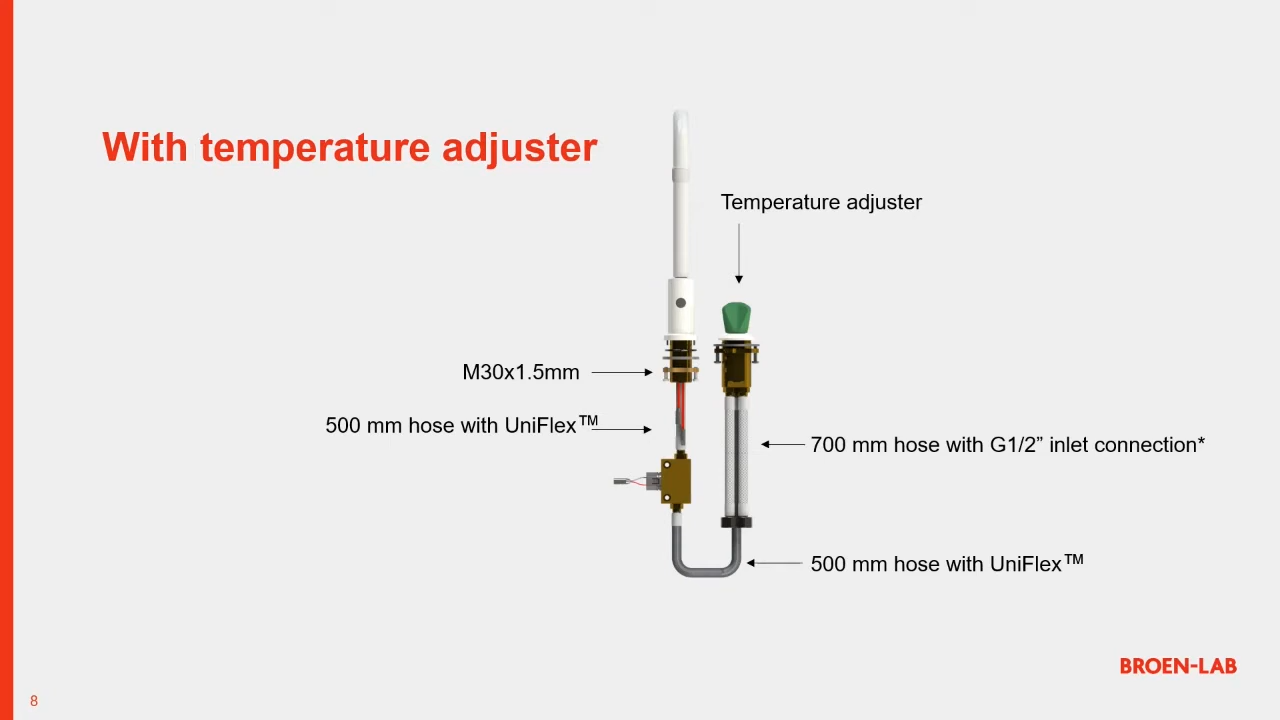 With temperature adjuster
Temperature adjuster
M30x1.5mm
500 mm hose with UniFlex™
700 mm hose with G1/2” inlet connection*
500 mm hose with UniFlex™
BROEN-LAB
8